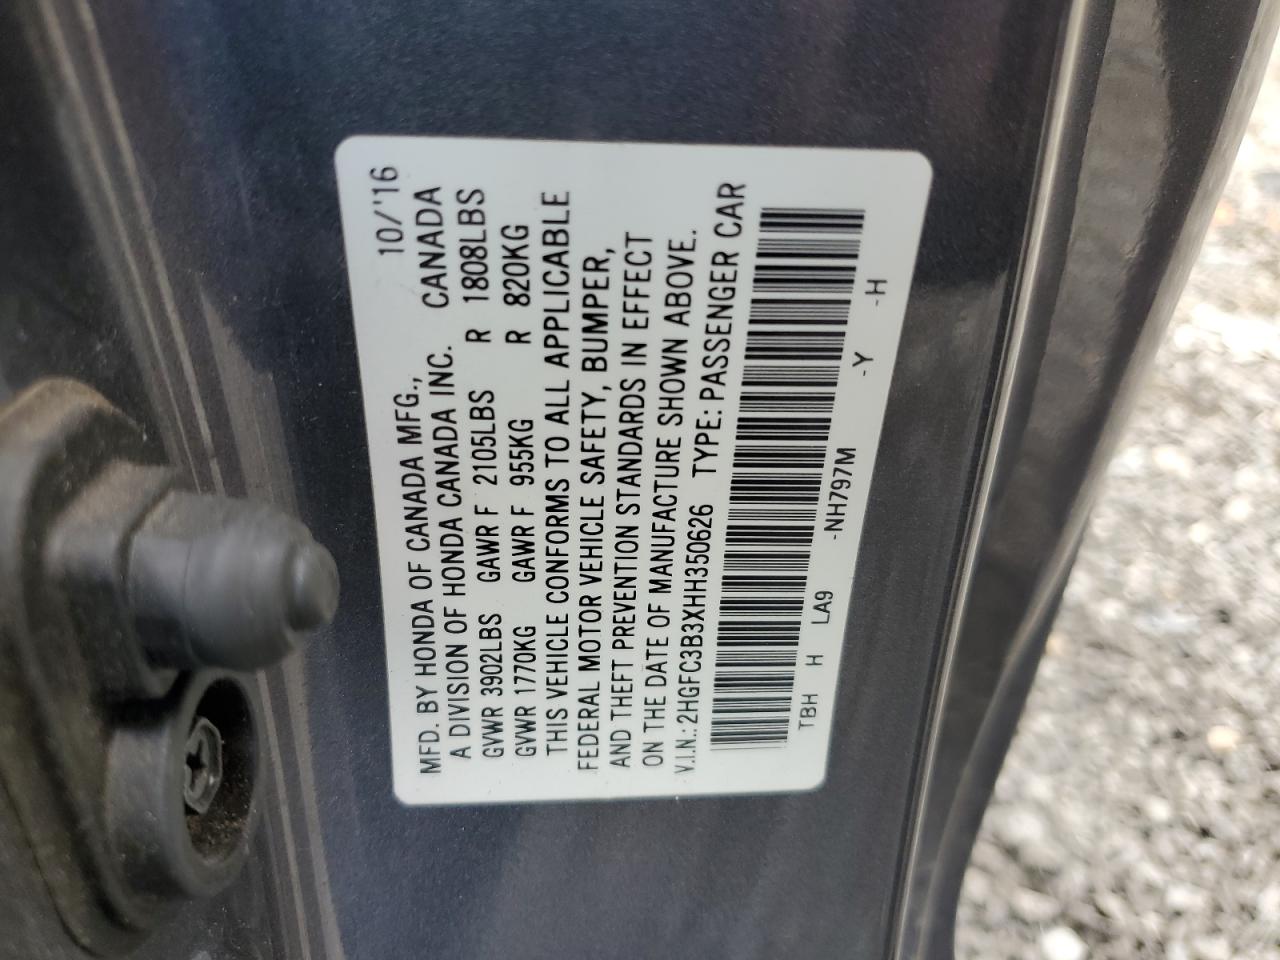 MFD. BY HONDA OF CANADA MFG., 10/'16
A DIVISION OF HONDA CANADA INC. CANADA
GVWR 3902LBS GAWR F 2105LBS R 1808LBS
GVWR 1770KG GAWR F 955KG R 820KG
THIS VEHICLE CONFORMS TO ALL APPLICABLE
FEDERAL MOTOR VEHICLE SAFETY, BUMPER,
AND THEFT PREVENTION STANDARDS IN EFFECT
ON THE DATE OF MANUFACTURE SHOWN ABOVE.
V.I.N.: 2HGFC3B3XHH350626 TYPE: PASSENGER CAR
TBH H LA9 -NH797M -Y -H